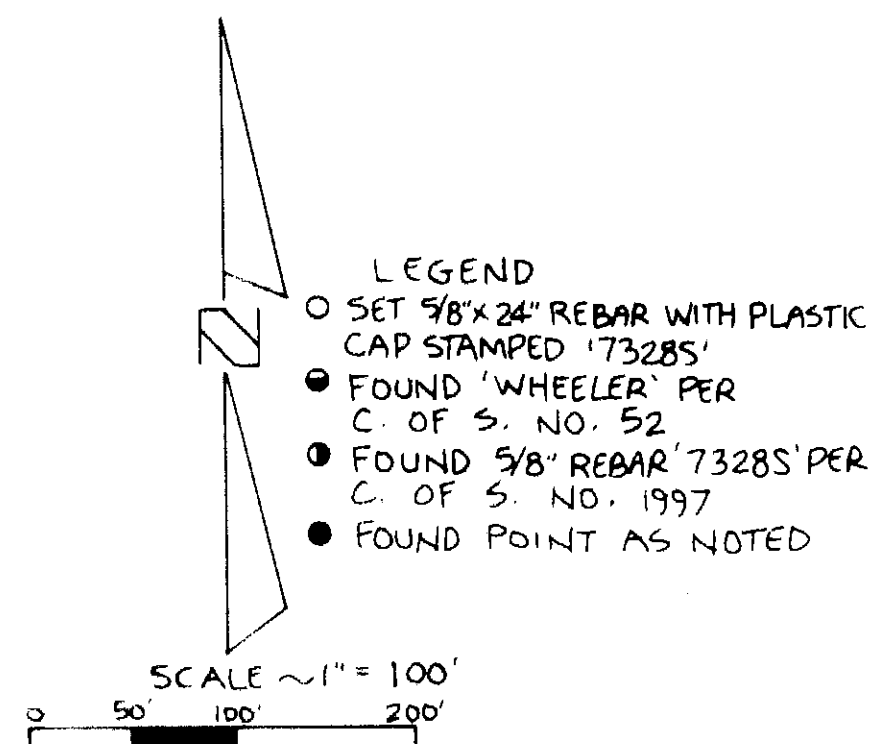 LEGEND
SET 5/8"x 24" REBAR WITH PLASTIC
CAP STAMPED '7328S'
FOUND 'WHEELER' PER
C. OF S. NO. 52
FOUND 5/8" REBAR '7328S' PER
C. OF S. NO. 1997
FOUND POINT AS NOTED
N
SCALE ~ 1" = 100'
0 50' 100' 200'